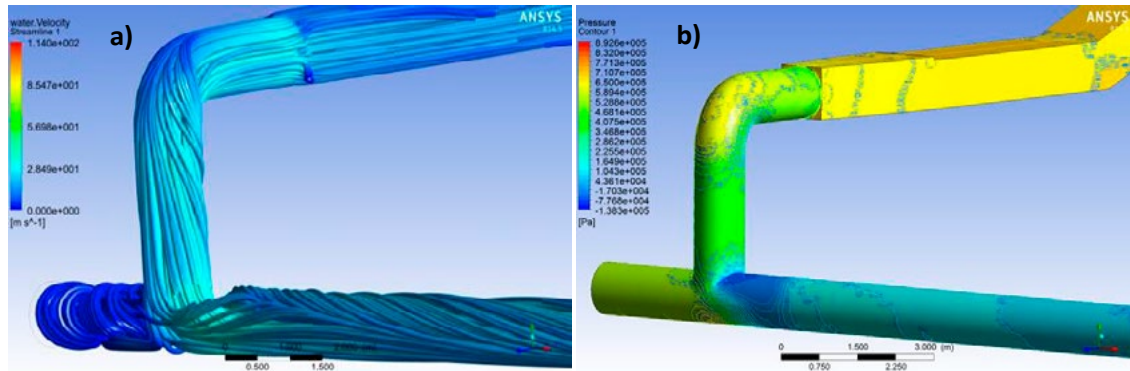 water.Velocity
Streamline 1
1.140e+002
8.547e+001
5.698e+001
2.849e+001
0.000e+000
[m s^-1]
a)
ANSYS
0.500
1.500
Pressure
Contour 1
8.926e+005
8.320e+005
7.713e+005
7.107e+005
6.500e+005
5.894e+005
5.288e+005
4.681e+005
4.075e+005
3.468e+005
2.862e+005
2.255e+005
1.649e+005
1.043e+005
4.361e+004
-1.703e+004
-7.768e+004
-1.383e+005
[Pa]
b)
ANSYS
0
1.500
3.000 (m)
0.750
2.250